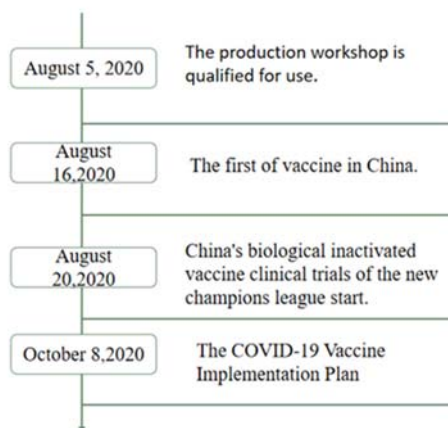 August 5, 2020
The production workshop is
qualified for use.
August
16,2020
The first of vaccine in China.
August
20,2020
China's biological inactivated
vaccine clinical trials of the new
champions league start.
October 8,2020
The COVID-19 Vaccine
Implementation Plan